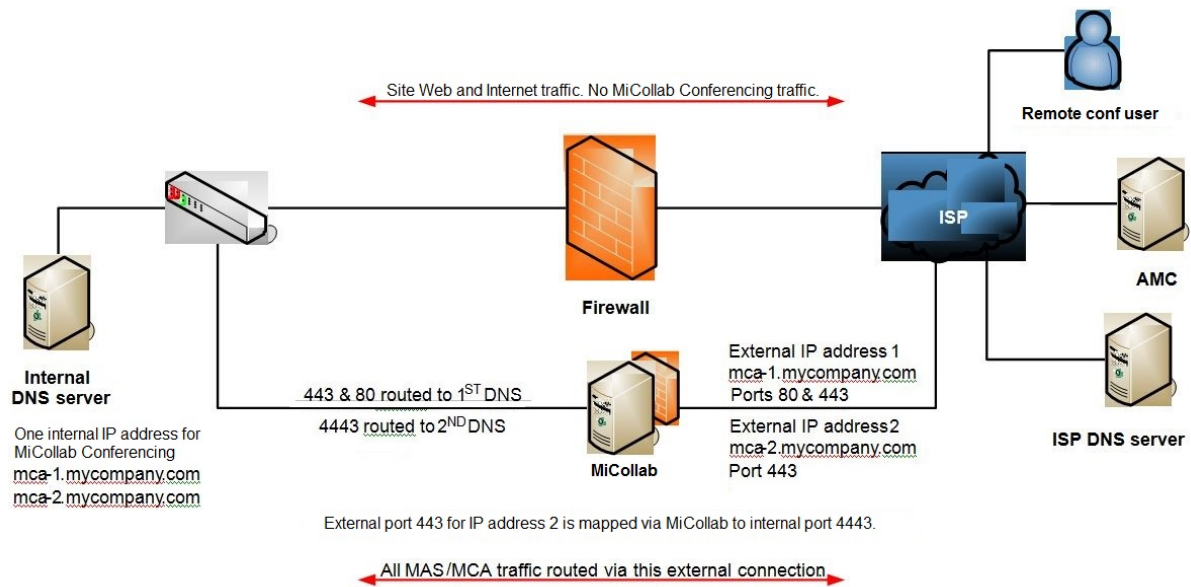 Site Web and Internet traffic. No MiCollab Conferencing traffic.
Remote conf user
ISP
AMC
Firewall
Internal
DNS server
One internal IP address for
MiCollab Conferencing
mca-1.mycompany.com
mca-2.mycompany.com
443 & 80 routed to 1ST DNS
4443 routed to 2ND DNS
MiCollab
External IP address 1
mca-1.mycompany.com
Ports 80 & 443
External IP address 2
mca-2.mycompany.com
Port 443
ISP DNS server
External port 443 for IP address 2 is mapped via MiCollab to internal port 4443.
All MAS/MCA traffic routed via this external connection